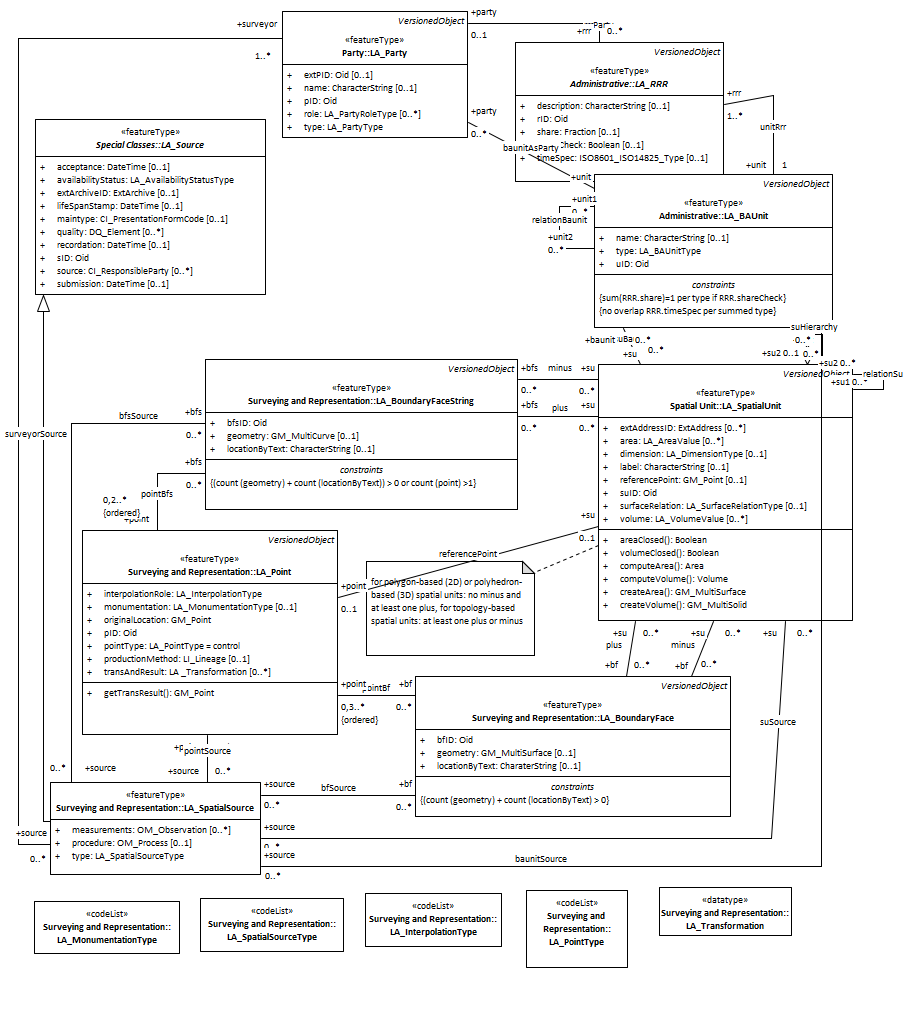 +surveyor
1..*
VersionedObject
«featureType»
Party::LA_Party
+ extPID: Oid [0..1]
+ name: CharacterString [0..1]
+ pID: Oid
+ role: LA_PartyRoleType [0..*]
+ type: LA_PartyType
+party
0..1
+rrr
0..*
VersionedObject
«featureType»
Administrative::LA_RRR
+ description: CharacterString [0..1]
+ rID: Oid
+ share: Fraction [0..1]
check: Boolean [0..1]
+ timeSpec: ISO8601_ISO14825_Type [0..1]
+party
0..*
baunitAsParty
+rrr
1..*
unitRrr
+unit 1
+unit
+unit1
0..*
relationBaunit
+unit2
0..*
«featureType»
Special Classes::LA_Source
+ acceptance: DateTime [0..1]
+ availabilityStatus: LA_AvailabilityStatusType
+ extArchiveID: ExtArchive [0..1]
+ lifeSpanStamp: DateTime [0..1]
+ maintype: CI_PresentationFormCode [0..1]
+ quality: DQ_Element [0..*]
+ recordation: DateTime [0..1]
+ sID: Oid
+ source: CI_ResponsibleParty [0..*]
+ submission: DateTime [0..1]
VersionedObject
«featureType»
Administrative::LA_BAUnit
+ name: CharacterString [0..1]
+ type: LA_BAUnitType
+ uID: Oid
constraints
{sum(RRR.share)=1 per type if RRR.shareCheck}
{no overlap RRR.timeSpec per summed type}
suHierarchy
+baunit
0..*
+su
0..*
0..*
+su2 0..1
0..*
+su2 0..*
relationSu
+su1 0..*
VersionedObject
«featureType»
Surveying and Representation::LA_BoundaryFaceString
+ bfsID: Oid
+ geometry: GM_MultiCurve [0..1]
+ locationByText: CharacterString [0..1]
constraints
{(count (geometry) + count (locationByText)) > 0 or count (point) >1}
+bfs minus +su
0..* 0..*
+bfs plus +su
0..* 0..*
VersionedObject
«featureType»
Spatial Unit::LA_SpatialUnit
+ extAddressID: ExtAddress [0..*]
+ area: LA_AreaValue [0..*]
+ dimension: LA_DimensionType [0..1]
+ label: CharacterString [0..1]
+ referencePoint: GM_Point [0..1]
+ suID: Oid
+ surfaceRelation: LA_SurfaceRelationType [0..1]
+ volume: LA_VolumeValue [0..*]
+ areaClosed(): Boolean
+ volumeClosed(): Boolean
+ computeArea(): Area
+ computeVolume(): Volume
+ createArea(): GM_MultiSurface
+ createVolume(): GM_MultiSolid
bfsSource
+bfs
0..*
surveyorSource
+bfs
0..*
pointBfs
0,2..*
{ordered}
+point
+su
0..1
referencePoint
VersionedObject
«featureType»
Surveying and Representation::LA_Point
+ interpolationRole: LA_InterpolationType
+ monumentation: LA_MonumentationType [0..1]
+ originalLocation: GM_Point
+ pID: Oid
+ pointType: LA_PointType = control
+ productionMethod: LI_Lineage [0..1]
+ transAndResult: LA _Transformation [0..*]
+ getTransResult(): GM_Point
+point
0..1
for polygon-based (2D) or polyhedron-
based (3D) spatial units: no minus and
at least one plus, for topology-based
spatial units: at least one plus or minus
+su 0..* +su 0..* +su 0..*
plus minus
+bf 0..* +bf 0..*
+point pointBf +bf
0,3..* 0..*
{ordered}
VersionedObject
«featureType»
Surveying and Representation::LA_BoundaryFace
+ bfID: Oid
+ geometry: GM_MultiSurface [0..1]
+ locationByText: CharaterString [0..1]
constraints
{(count (geometry) + count (locationByText) > 0}
suSource
pointSource
0..* +source +source 0..*
«featureType»
Surveying and Representation::LA_SpatialSource
+ measurements: OM_Observation [0..*]
+ procedure: OM_Process [0..1]
+ type: LA_SpatialSourceType
+source bfSource +bf
0..* 0..*
+source
0..*
+source
0..*
+source
0..*
baunitSource
«codeList»
Surveying and Representation::
LA_MonumentationType
«codeList»
Surveying and Representation::
LA_SpatialSourceType
«codeList»
Surveying and Representation::
LA_InterpolationType
«codeList»
Surveying and
Representation::
LA_PointType
«datatype»
Surveying and Representation::
LA_Transformation